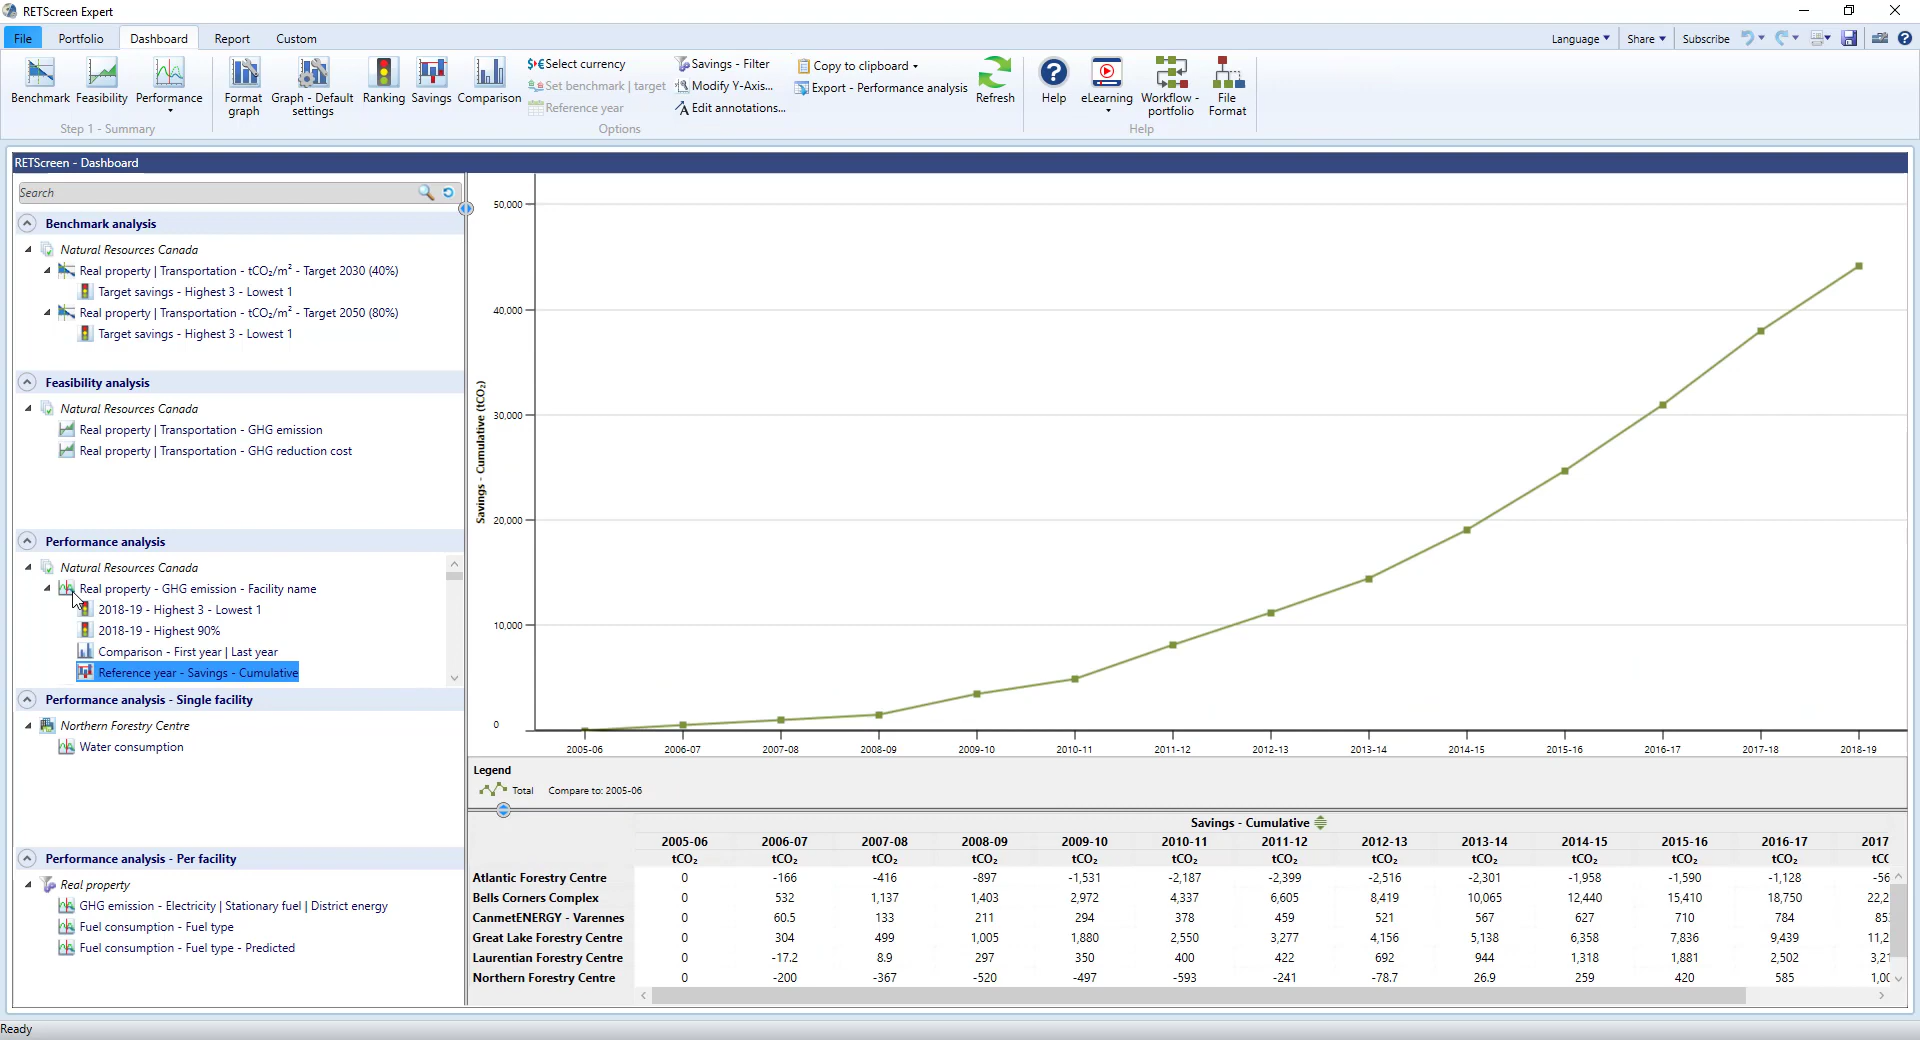 RETScreen Expert
File Portfolio Dashboard Report Custom Language Share Subscribe
Benchmark Feasibility Performance
Step 1 - Summary
Format graph Graph - Default settings Ranking Savings Comparison
Select currency
Set benchmark | target
Reference year
Savings - Filter
Modify Y-Axis...
Edit annotations...
Options
Copy to clipboard
Export - Performance analysis
Refresh
Help eLearning Workflow - portfolio File Format
Help
RETScreen - Dashboard
Search
Benchmark analysis
Natural Resources Canada
Real property | Transportation - tCO₂/m² - Target 2030 (40%)
Target savings - Highest 3 - Lowest 1
Real property | Transportation - tCO₂/m² - Target 2050 (80%)
Target savings - Highest 3 - Lowest 1
Feasibility analysis
Natural Resources Canada
Real property | Transportation - GHG emission
Real property | Transportation - GHG reduction cost
Performance analysis
Natural Resources Canada
Real property - GHG emission - Facility name
2018-19 - Highest 3 - Lowest 1
2018-19 - Highest 90%
Comparison - First year | Last year
Reference year - Savings - Cumulative
Performance analysis - Single facility
Northern Forestry Centre
Water consumption
Performance analysis - Per facility
Real property
GHG emission - Electricity | Stationary fuel | District energy
Fuel consumption - Fuel type
Fuel consumption - Fuel type - Predicted
Savings - Cumulative (tCO₂)
50,000
40,000
30,000
20,000
10,000
0
2005-06 2006-07 2007-08 2008-09 2009-10 2010-11 2011-12 2012-13 2013-14 2014-15 2015-16 2016-17 2017-18 2018-19
Legend
Total Compare to: 2005-06
Savings - Cumulative
2005-06 2006-07 2007-08 2008-09 2009-10 2010-11 2011-12 2012-13 2013-14 2014-15 2015-16 2016-17 2017
tCO₂ tCO₂ tCO₂ tCO₂ tCO₂ tCO₂ tCO₂ tCO₂ tCO₂ tCO₂ tCO₂ tCO₂ tC
Atlantic Forestry Centre 0 -166 -416 -897 -1,531 -2,187 -2,399 -2,516 -2,301 -1,958 -1,590 -1,128 -56
Bells Corners Complex 0 532 1,137 1,403 2,972 4,337 6,605 8,419 10,065 12,440 15,410 18,750 22,2
CanmetENERGY - Varennes 0 60.5 133 211 294 378 459 521 567 627 710 784 85
Great Lake Forestry Centre 0 304 499 1,005 1,880 2,550 3,277 4,156 5,138 6,358 7,836 9,439 11,2
Laurentian Forestry Centre 0 -17.2 8.9 297 350 400 422 692 944 1,318 1,881 2,502 3,2
Northern Forestry Centre 0 -200 -367 -520 -497 -593 -241 -78.7 26.9 259 420 585 1,0
Ready